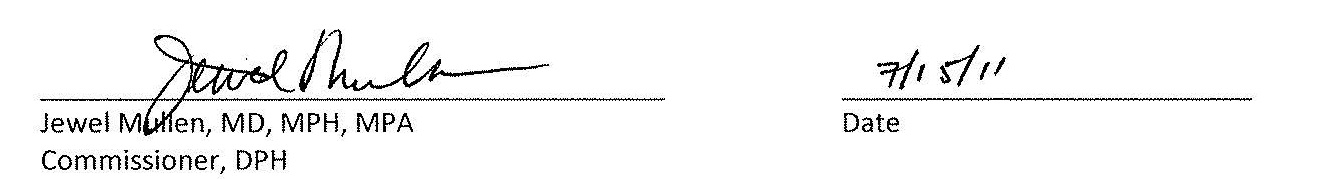 Jewel Mullen 7/15/11
Jewel Mullen, MD, MPH, MPA Date
Commissioner, DPH